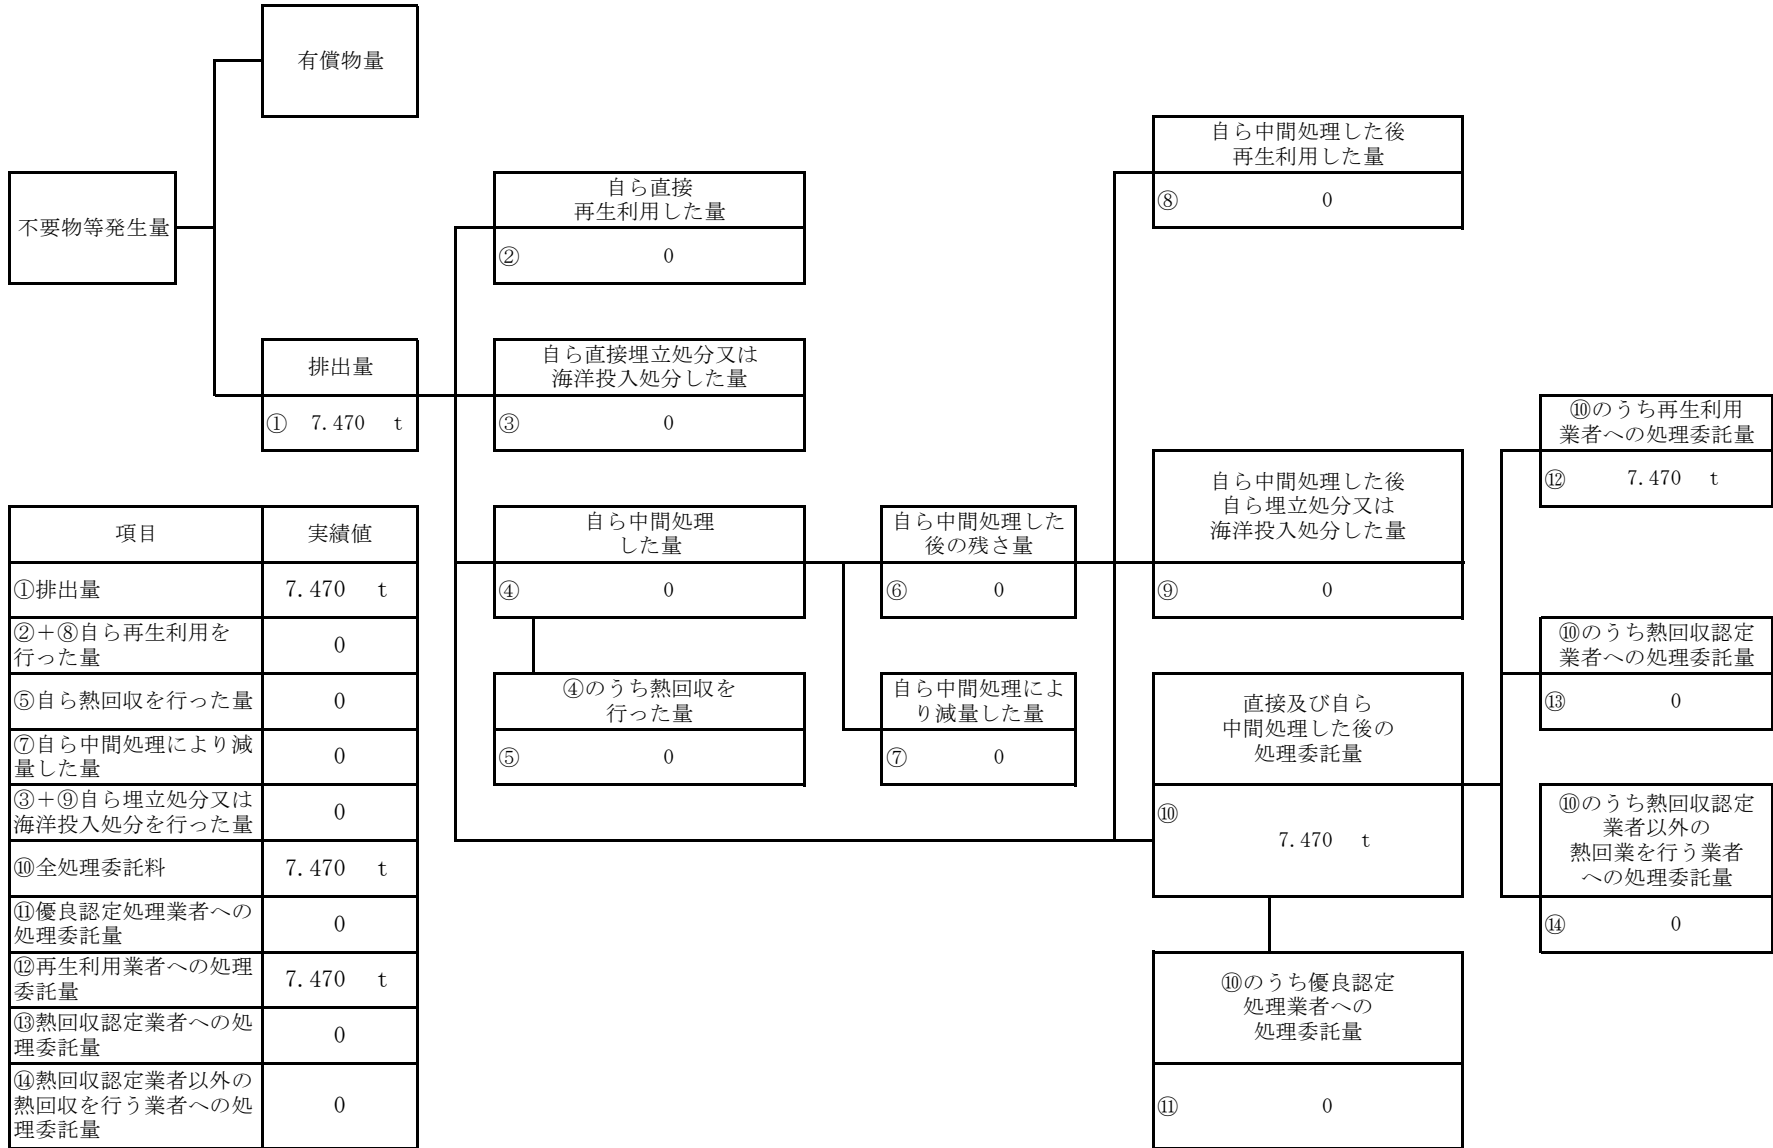 有償物量
不要物等発生量
排出量
① 7.470 t
自ら直接
再生利用した量
② 0
自ら直接埋立処分又は
海洋投入処分した量
③ 0
自ら中間処理
した量
④ 0
④のうち熱回収を
行った量
⑤ 0
自ら中間処理した
後の残さ量
⑥ 0
自ら中間処理によ
り減量した量
⑦ 0
自ら中間処理した後
再生利用した量
⑧ 0
自ら中間処理した後
自ら埋立処分又は
海洋投入処分した量
⑨ 0
直接及び自ら
中間処理した後の
処理委託量
⑩
7.470 t
⑩のうち優良認定
処理業者への
処理委託量
⑪ 0
⑩のうち再生利用
業者への処理委託量
⑫ 7.470 t
⑩のうち熱回収認定
業者への処理委託量
⑬ 0
⑩のうち熱回収認定
業者以外の
熱回業を行う業者
への処理委託量
⑭ 0
項目 実績値
①排出量 7.470 t
②＋⑧自ら再生利用を
行った量 0
⑤自ら熱回収を行った量 0
⑦自ら中間処理により減
量した量 0
③＋⑨自ら埋立処分又は
海洋投入処分を行った量 0
⑩全処理委託料 7.470 t
⑪優良認定処理業者への
処理委託量 0
⑫再生利用業者への処理
委託量 7.470 t
⑬熱回収認定業者への処
理委託量 0
⑭熱回収認定業者以外の
熱回収を行う業者への処
理委託量 0